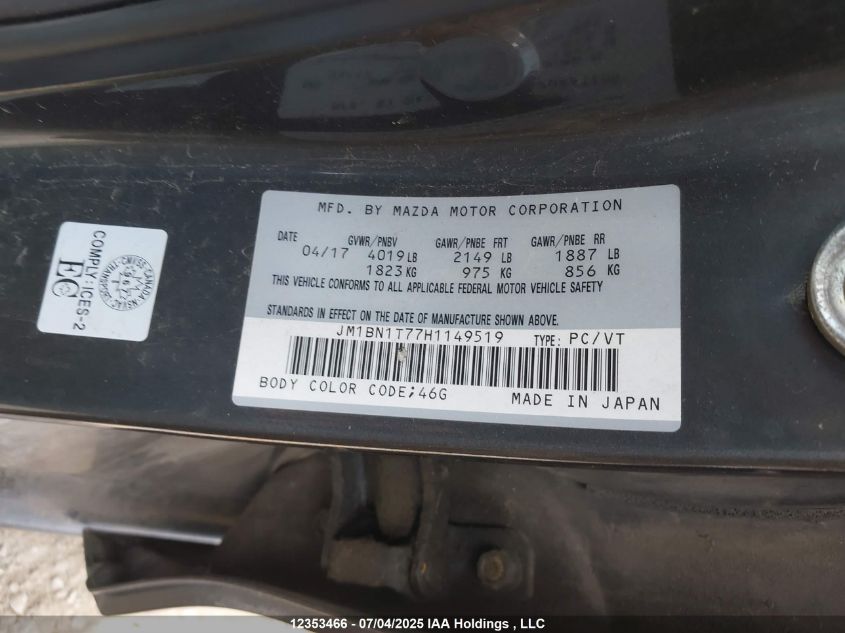 MFD. BY MAZDA MOTOR CORPORATION
DATE GVWR/PNBV GAWR/PNBE FRT GAWR/PNBE RR
04/17 4019 LB 2149 LB 1887 LB
1823 KG 975 KG 856 KG
THIS VEHICLE CONFORMS TO ALL APPLICABLE FEDERAL MOTOR VEHICLE SAFETY
STANDARDS IN EFFECT ON THE DATE OF MANUFACTURE SHOWN ABOVE.
JM1BN1T77H1149519 TYPE: PC/VT
BODY COLOR CODE;46G MADE IN JAPAN
COMPLY: ICES-2
EC
12353466 - 07/04/2025 IAA Holdings , LLC